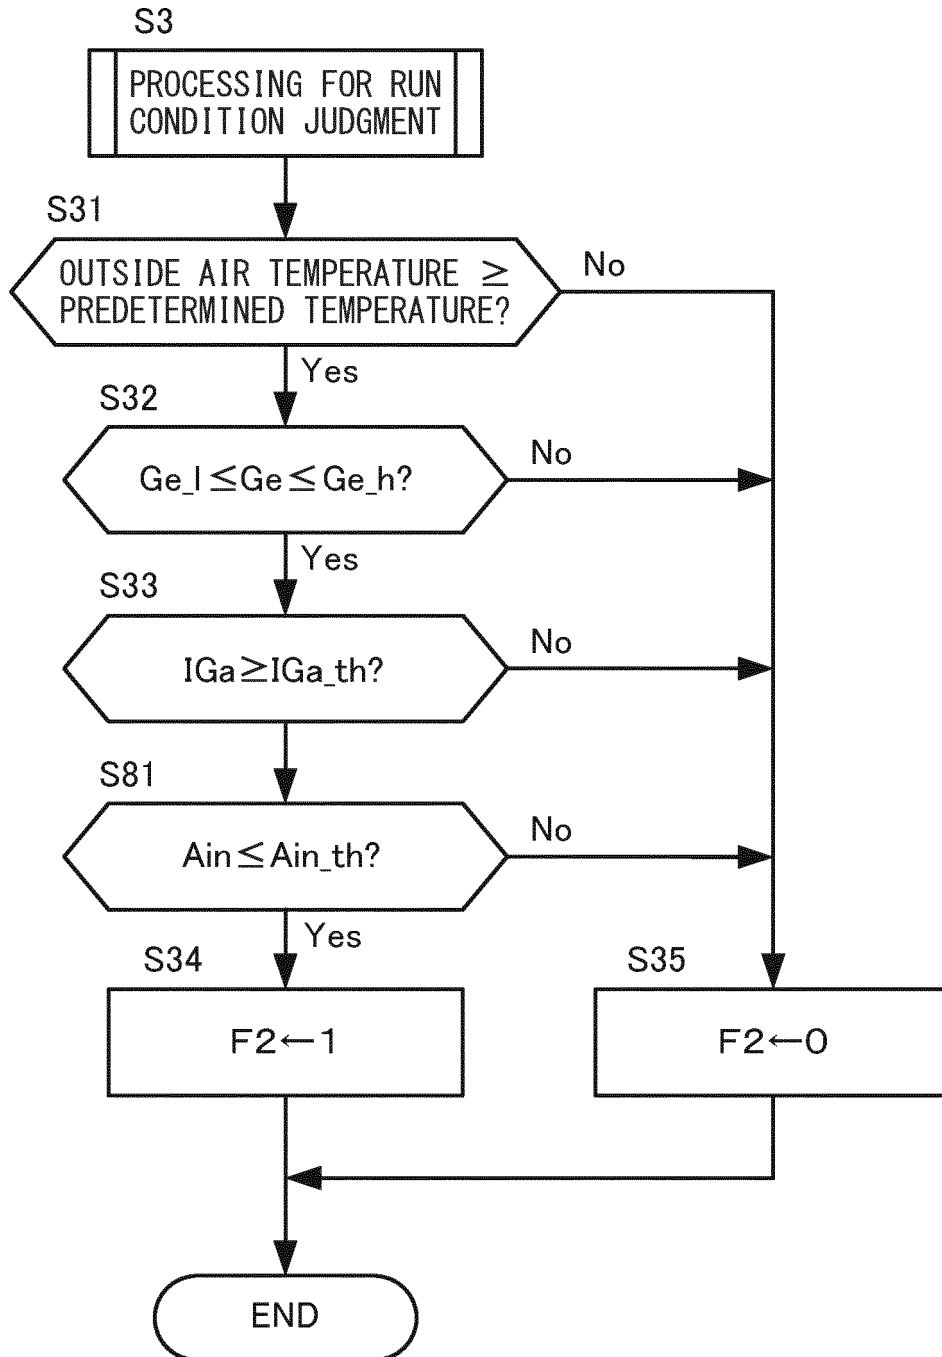 S3
PROCESSING FOR RUN
CONDITION JUDGMENT
S31
OUTSIDE AIR TEMPERATURE ≥
PREDETERMINED TEMPERATURE?
No
Yes
S32
Ge_l≤Ge≤Ge_h?
No
Yes
S33
IGa≥IGa_th?
No
S81
Ain≤Ain_th?
No
Yes
S34
F2←1
S35
F2←0
END